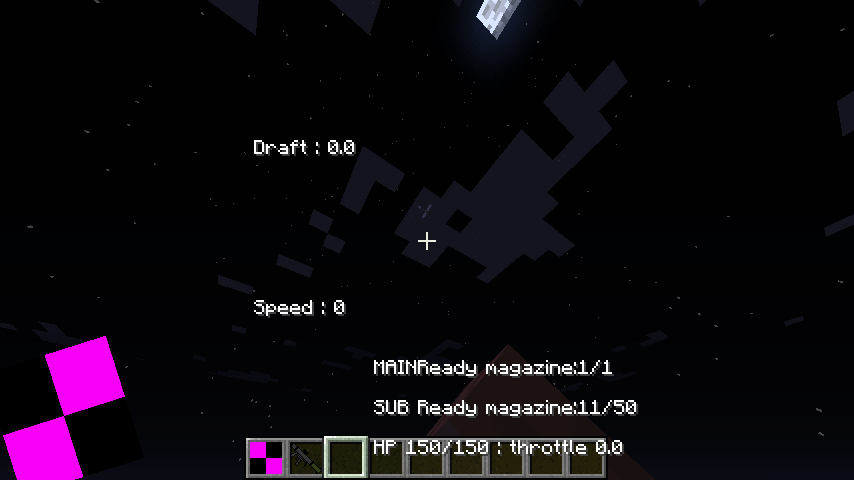 Draft : 0.0
Speed : 0
MAINReady magazine:1/1
SUB Ready magazine:11/50
HP 150/150 : throttle 0.0